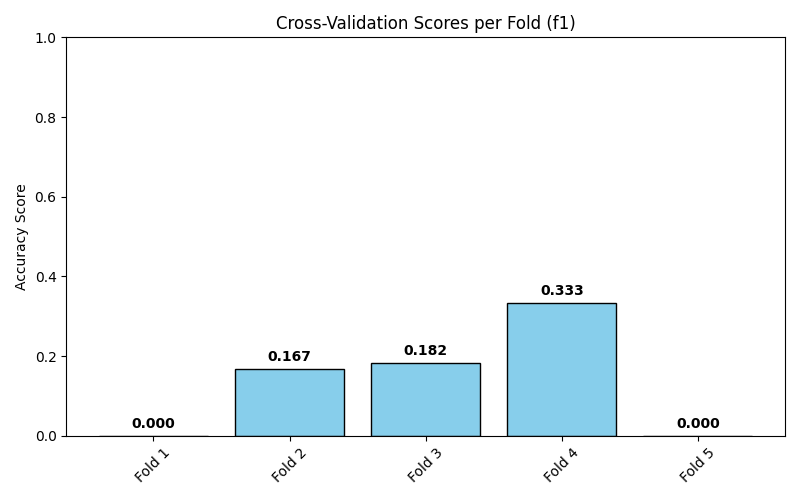 Cross-Validation Scores per Fold (f1)
1.0
0.8
0.6
0.4
0.2
0.0
Accuracy Score
0.000
0.167
0.182
0.333
0.000
Fold 1
Fold 2
Fold 3
Fold 4
Fold 5